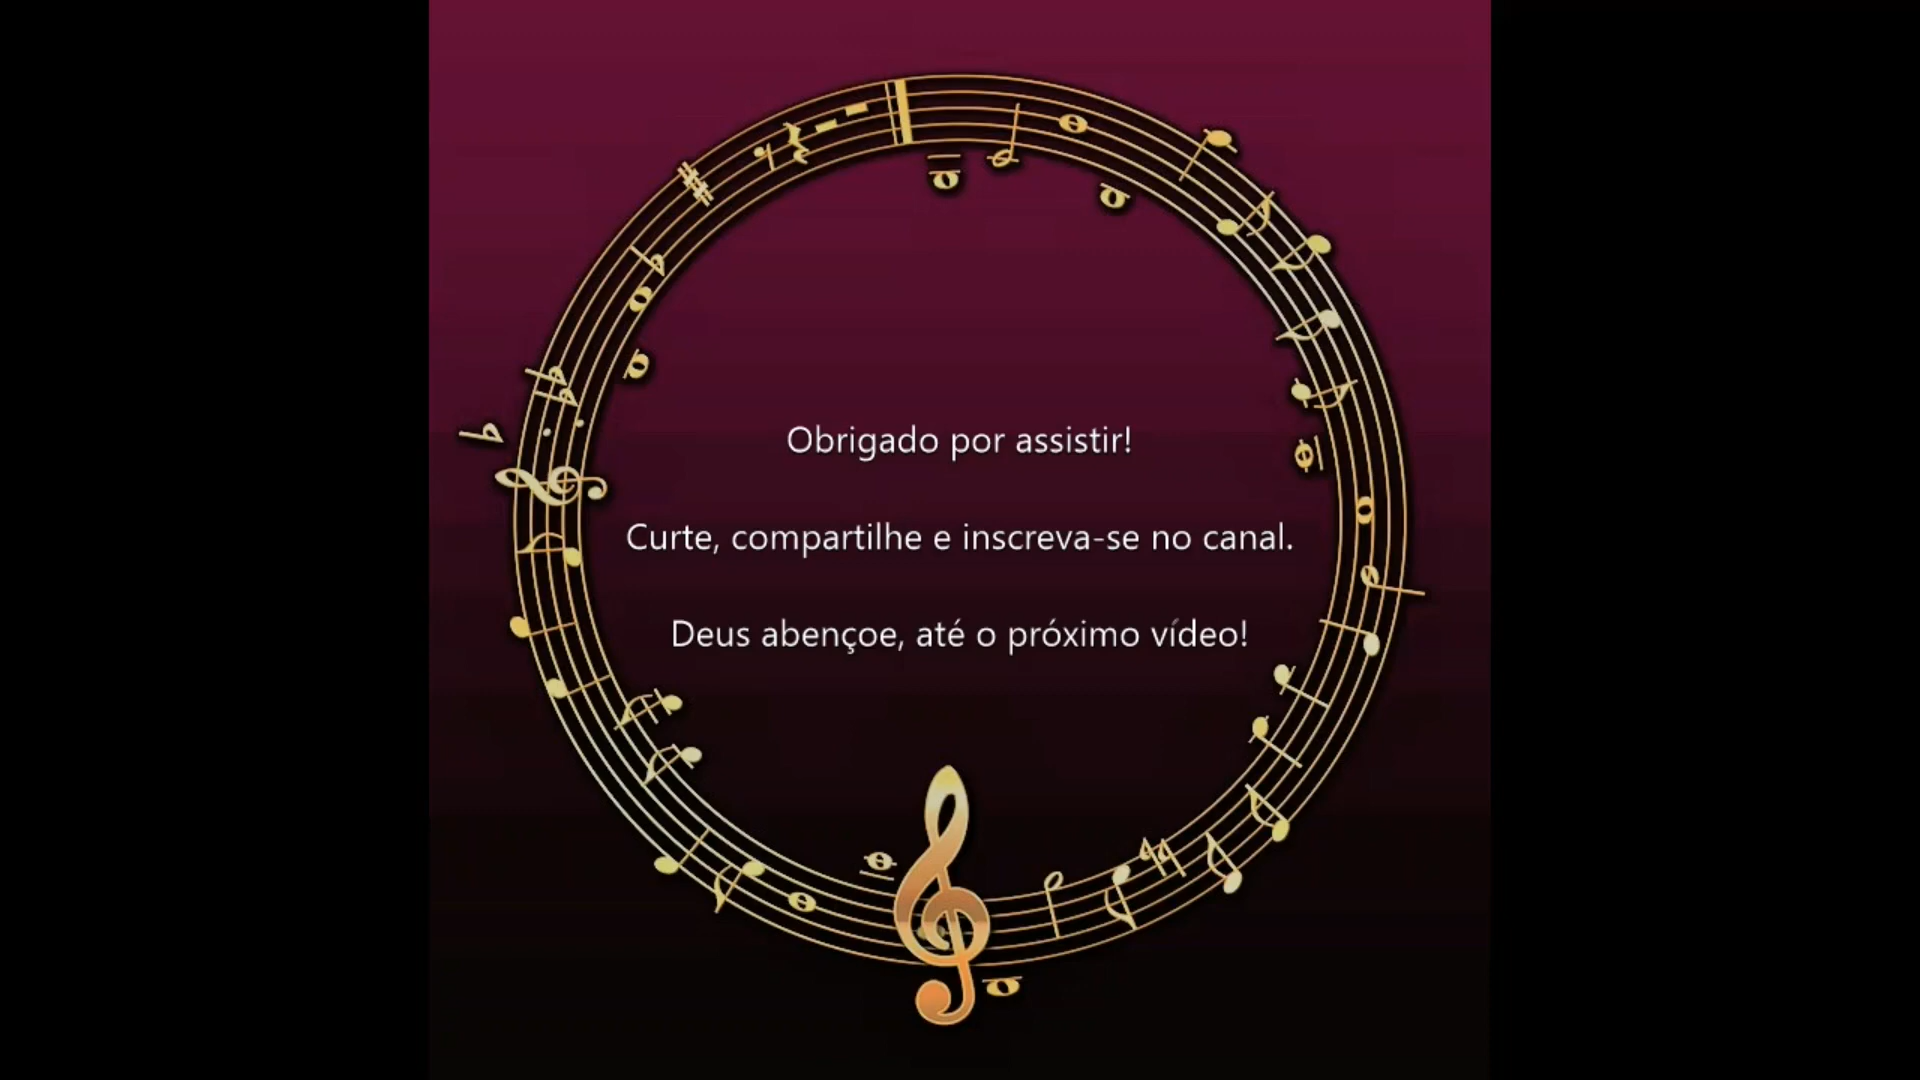 Obrigado por assistir!
Curte, compartilhe e inscreva-se no canal.
Deus abençoe, até o próximo vídeo!